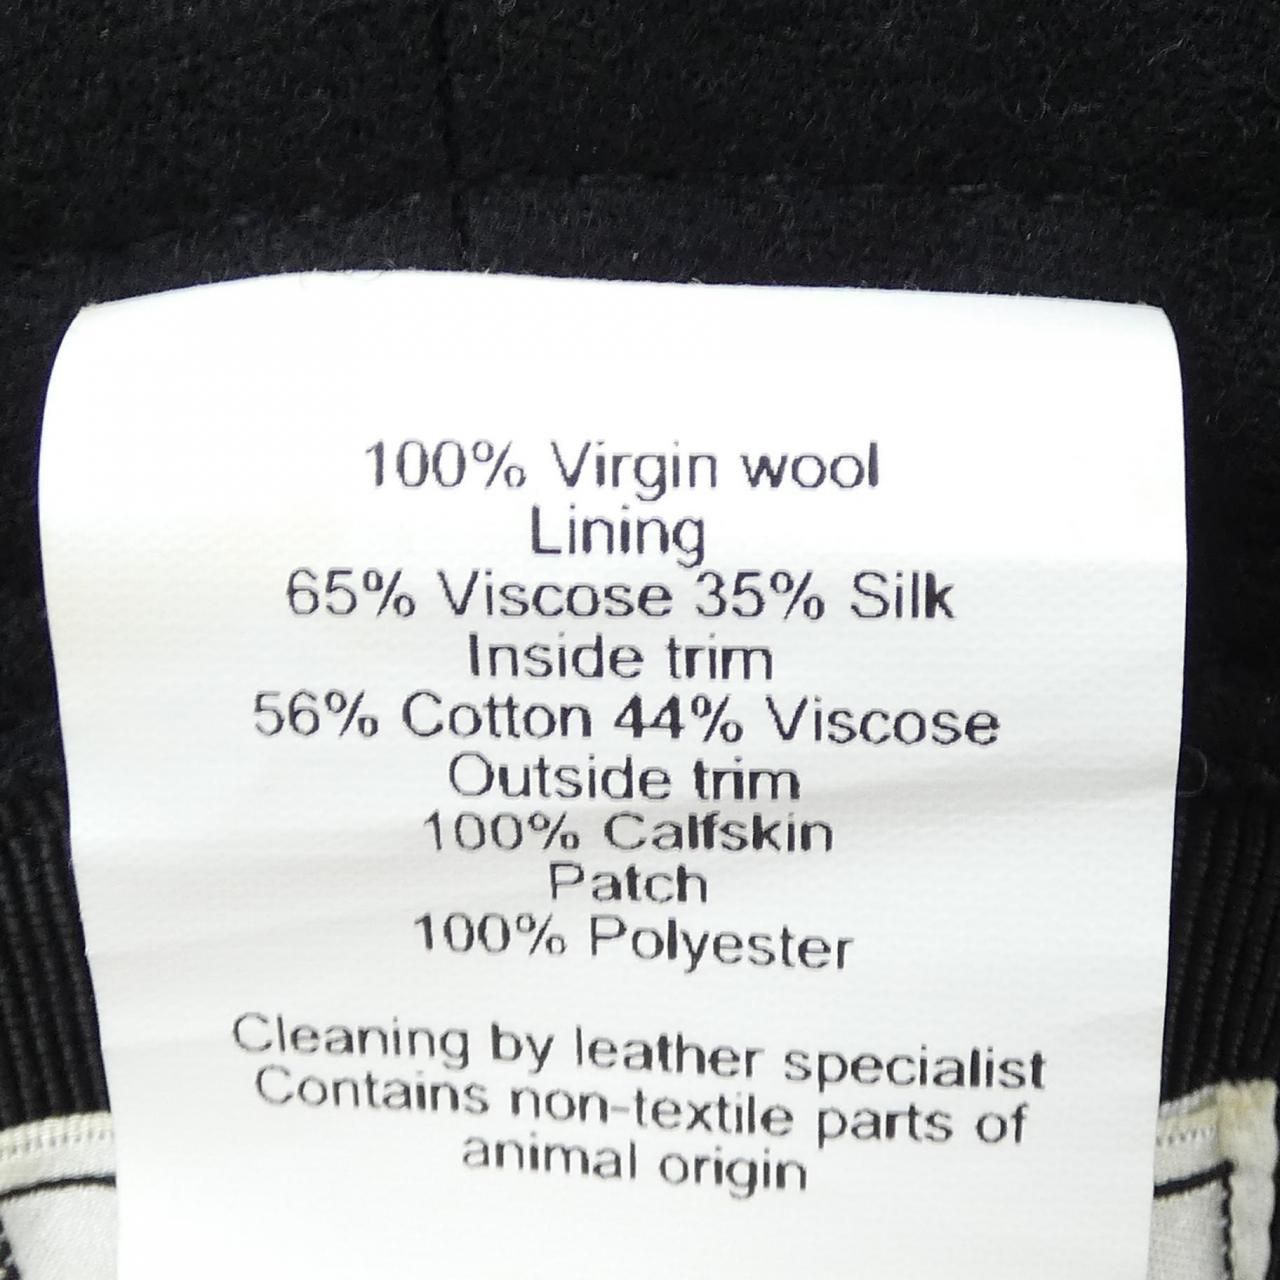 100% Virgin wool
Lining
65% Viscose 35% Silk
Inside trim
56% Cotton 44% Viscose
Outside trim
100% Calfskin
Patch
100% Polyester
Cleaning by leather specialist
Contains non-textile parts of
animal origin